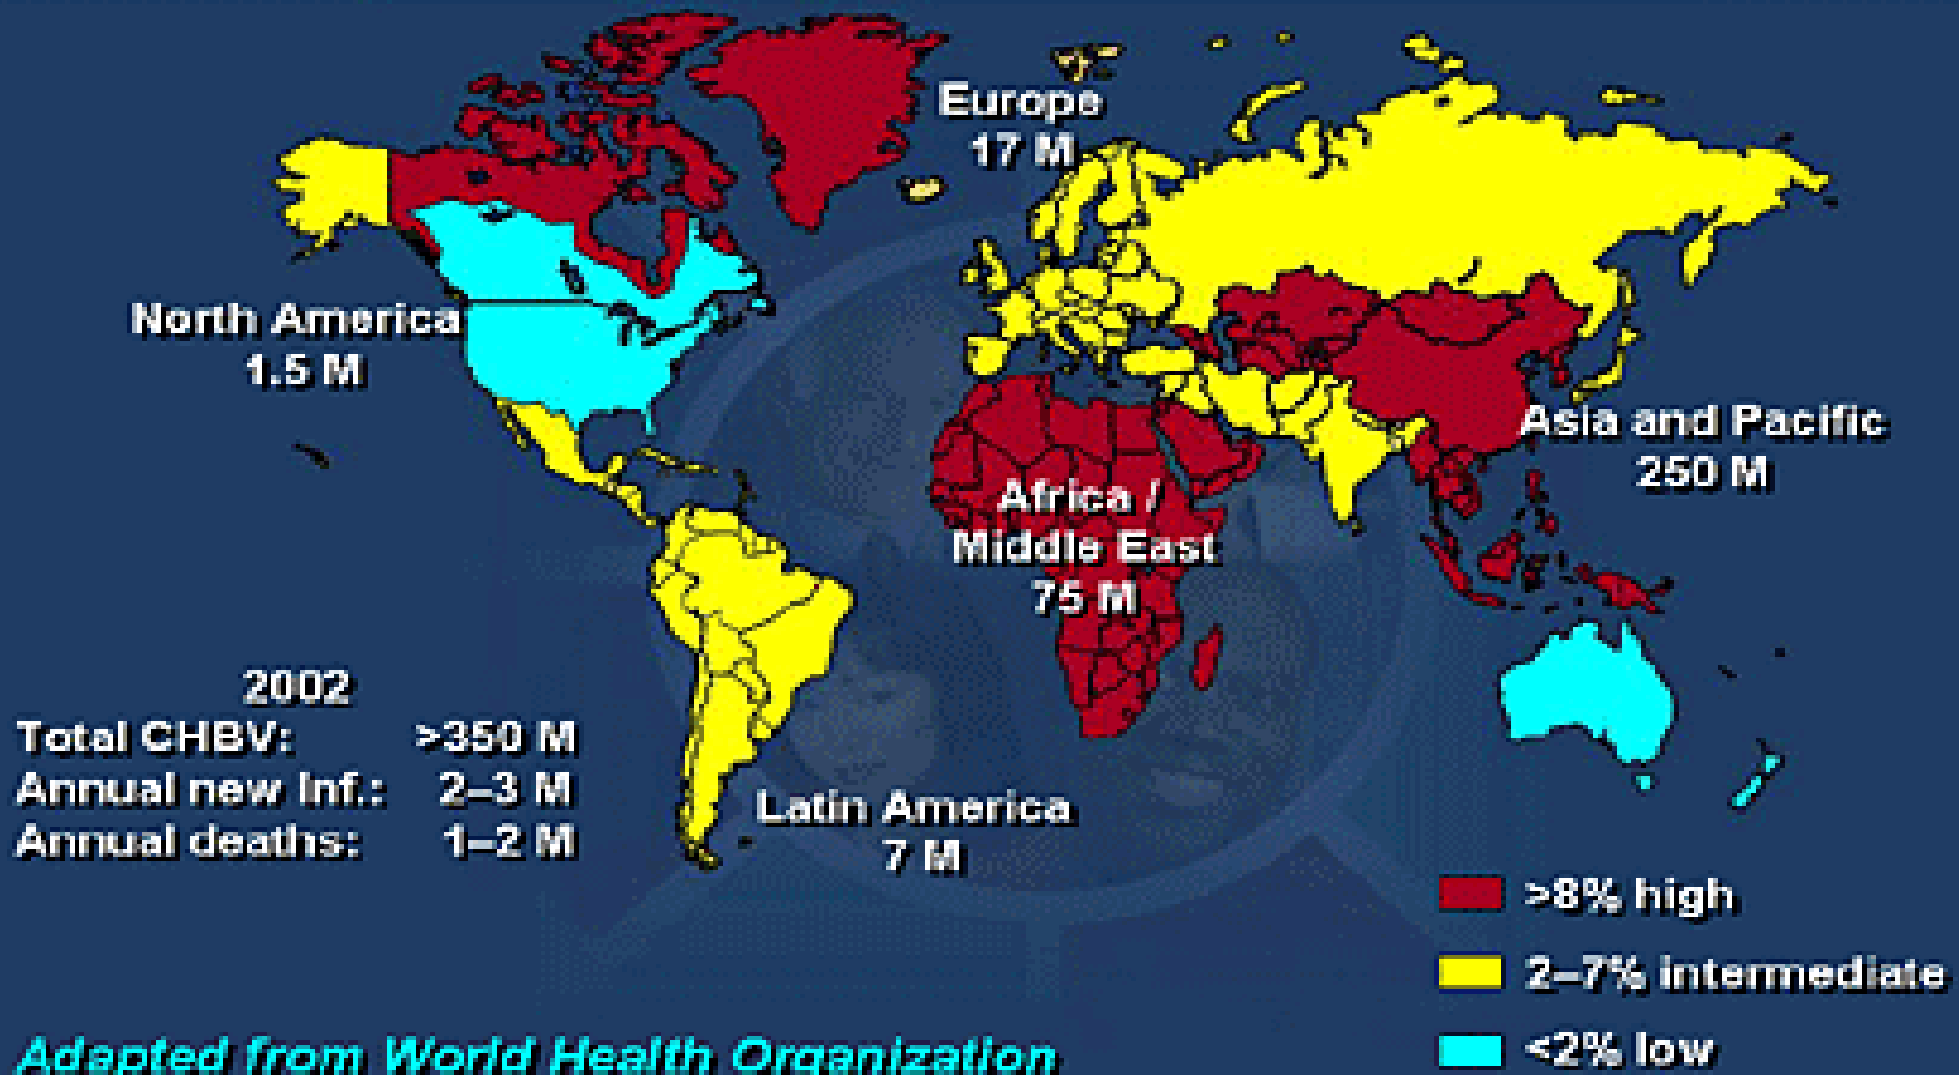 Europe
17 M
North America
1.5 M
Asia and Pacific
250 M
Africa /
Middle East
75 M
2002
Total CHBV: >350 M
Annual new Inf.: 2–3 M
Annual deaths: 1–2 M
Latin America
7 M
>8% high
2–7% intermediate
<2% low
Adapted from World Health Organization